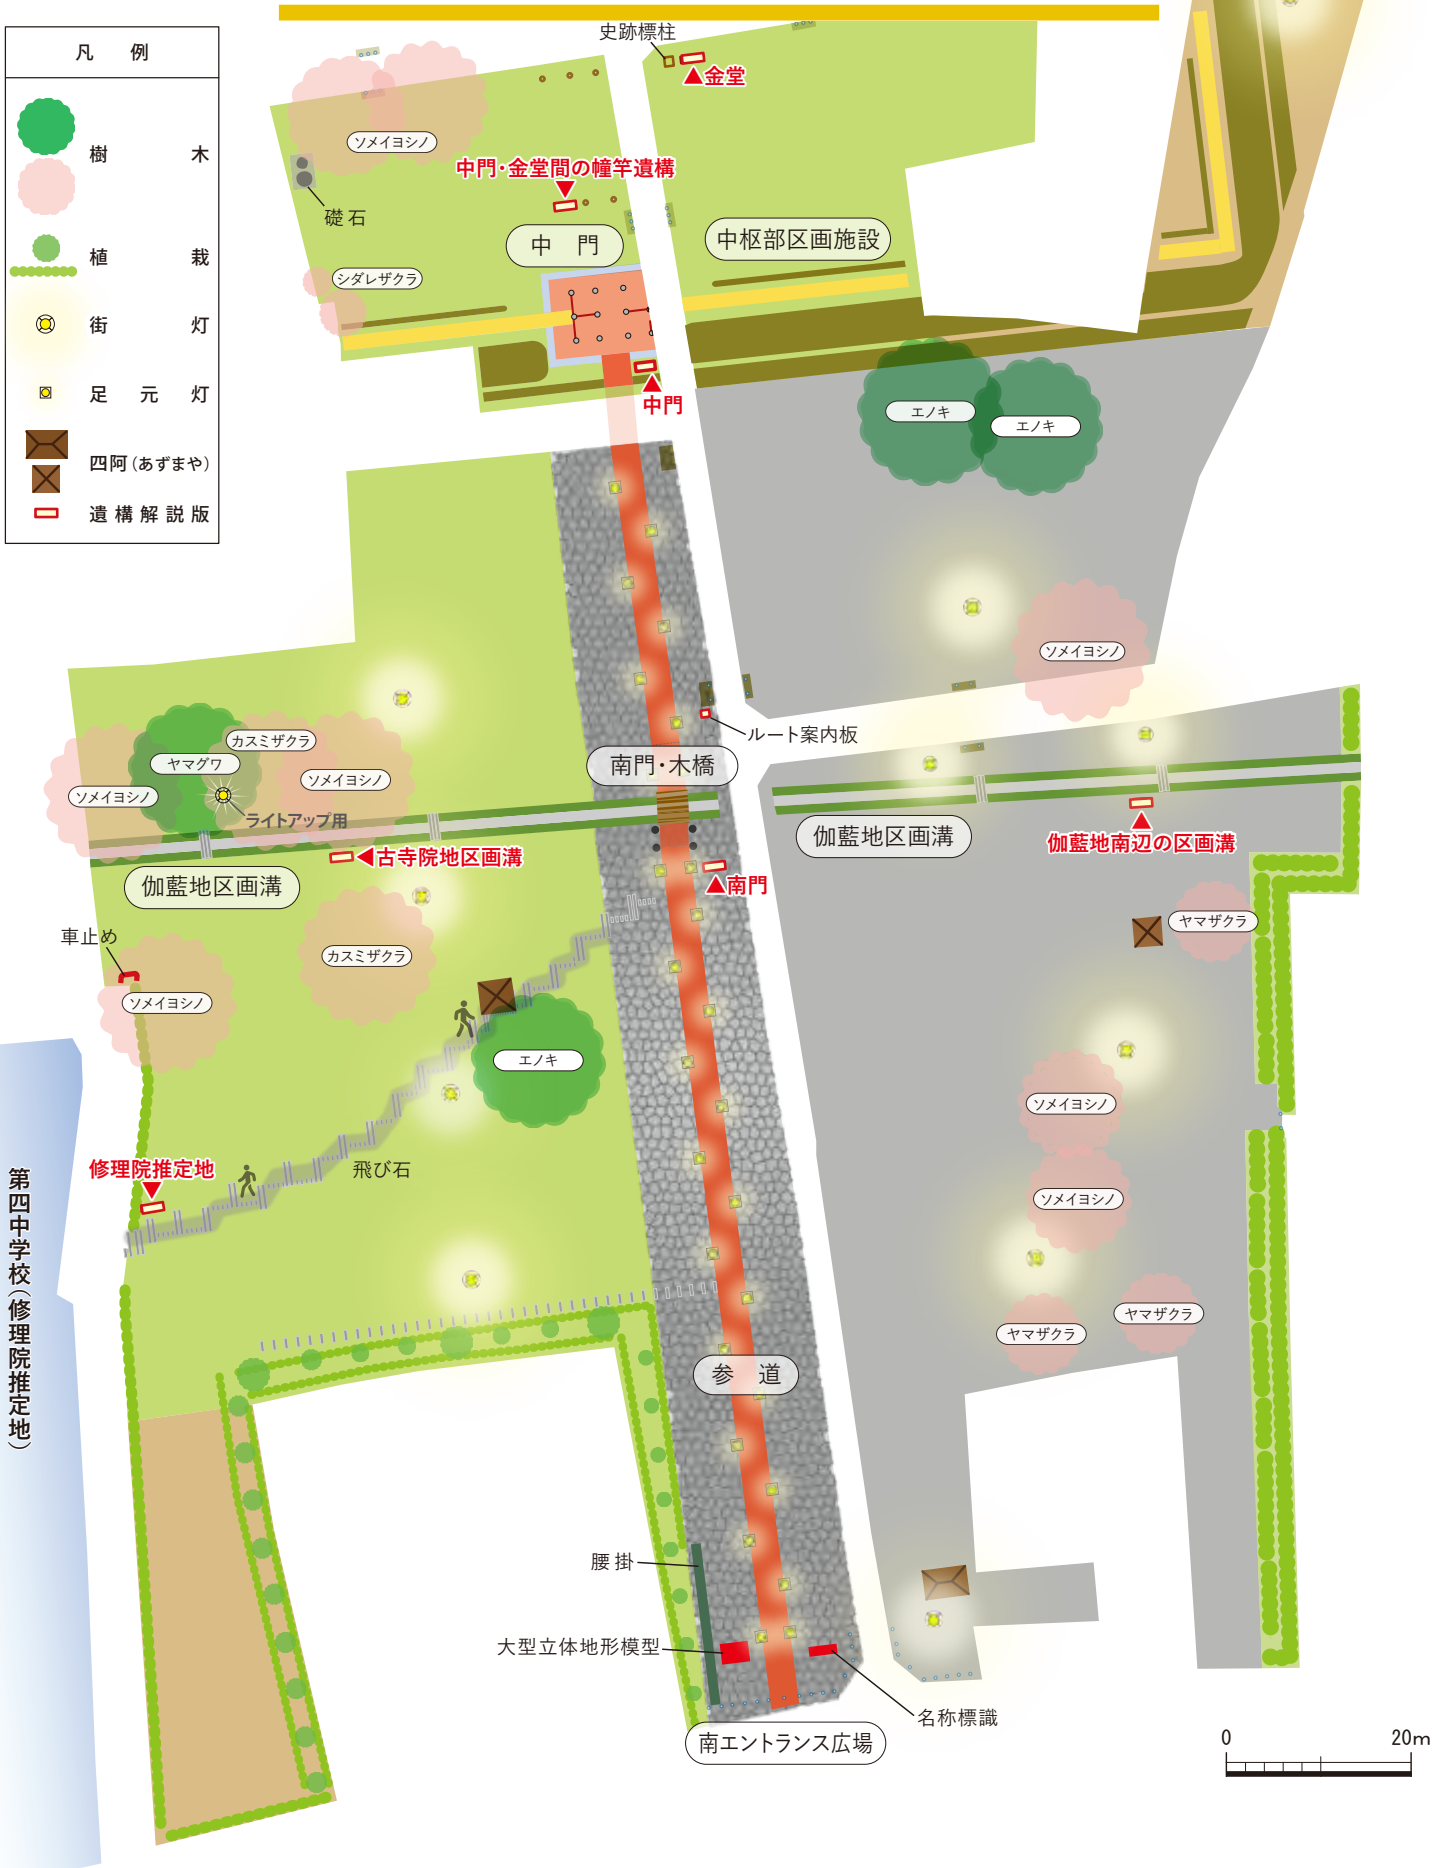 凡 例
樹 木
植 栽
街 灯
足 元 灯
四阿(あずまや)
遺構解説版
史跡標柱
金堂
ソメイヨシノ
中門・金堂間の幢竿遺構
礎石
中 門
中枢部区画施設
シダレザクラ
中門
エノキ
エノキ
ソメイヨシノ
ルート案内板
カスミザクラ
ヤマグワ
ソメイヨシノ
ソメイヨシノ
ライトアップ用
南門・木橋
伽藍地区画溝
伽藍地南辺の区画溝
古寺院地区画溝
伽藍地区画溝
南門
ヤマザクラ
車止め
カスミザクラ
ソメイヨシノ
エノキ
ソメイヨシノ
修理院推定地
飛び石
ソメイヨシノ
第四中学校(修理院推定地)
ヤマザクラ
ヤマザクラ
参 道
腰掛
大型立体地形模型
名称標識
南エントランス広場
0 20m